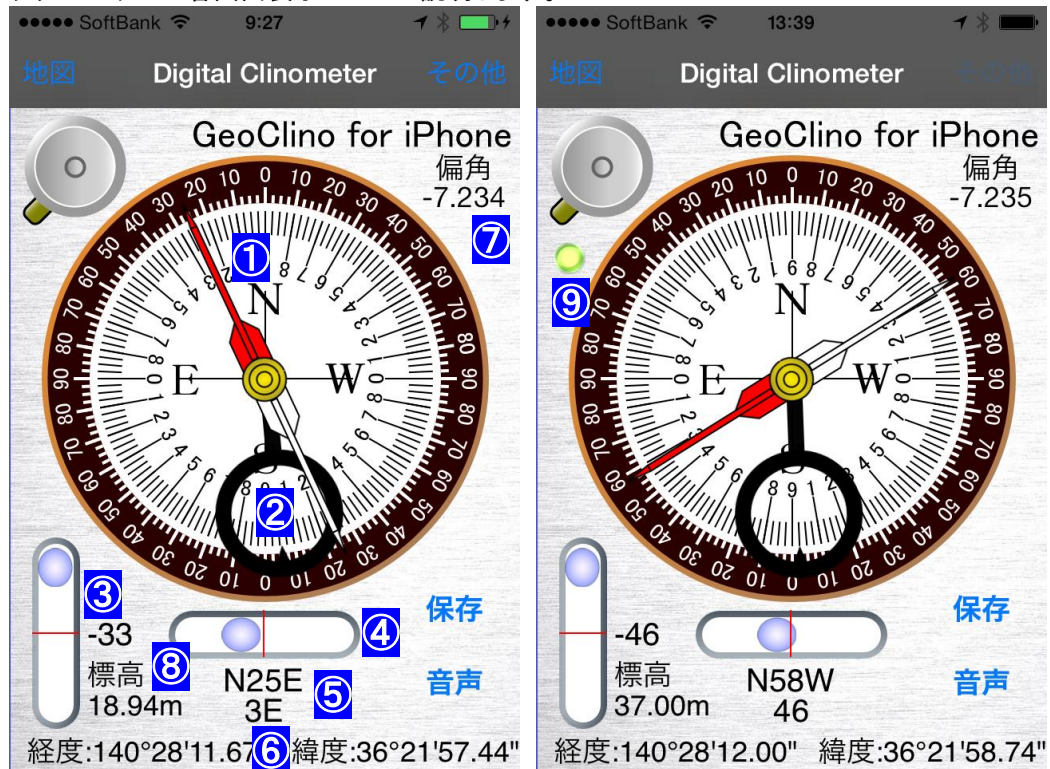 ●●●●● SoftBank 9:27
地図 Digital Clinometer その他
GeoClino for iPhone
偏角
-7.234
⑦
①
N
E W
S
②
③
-33
④
保存
標高 ⑧
18.94m
N25E ⑤
3E
音声
経度:140°28'11.67 ⑥ 緯度:36°21'57.44"
●●●●● SoftBank 13:39
地図 Digital Clinometer その他
GeoClino for iPhone
偏角
-7.235
⑨
N
E W
S
-46
保存
標高
37.00m
N58W
46
音声
経度:140°28'12.00" 緯度:36°21'58.74"